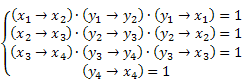 (x₁ → x₂) · (y₁ → y₂) · (y₁ → x₁) = 1
(x₂ → x₃) · (y₂ → y₃) · (y₂ → x₂) = 1
(x₃ → x₄) · (y₃ → y₄) · (y₃ → x₃) = 1
(y₄ → x₄) = 1